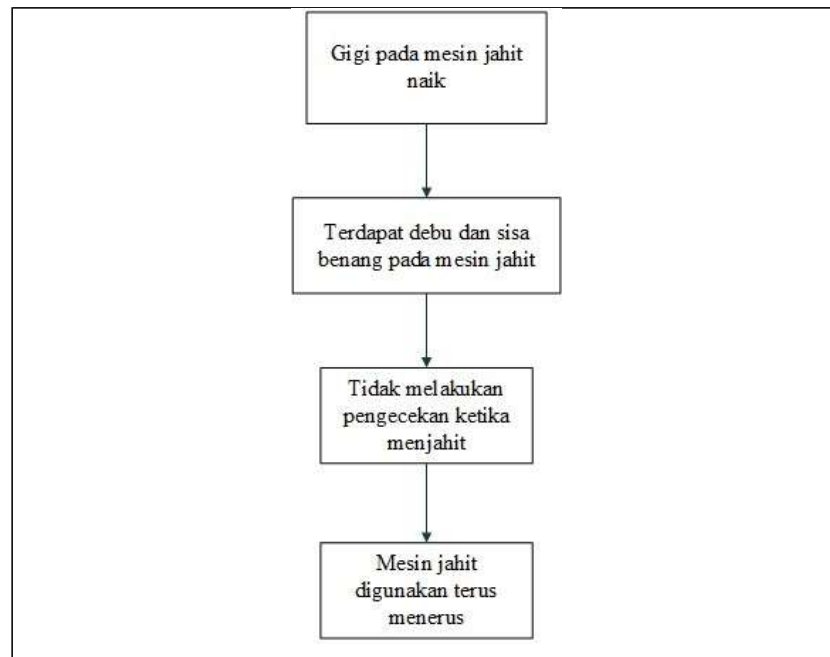 Gigi pada mesin jahit
naik
Terdapat debu dan sisa
benang pada mesin jahit
Tidak melakukan
pengecekan ketika
menjahit
Mesin jahit
digunakan terus
menerus